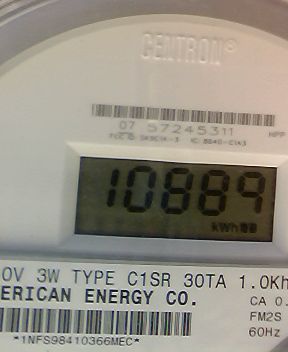 CENTRON®
07 57245311
10889
kWh
0V 3W TYPE C1SR 30TA 1.0Kh
ERICAN ENERGY CO.
CA 0.
FM2S
60Hz
*1NFS98410366MEC*